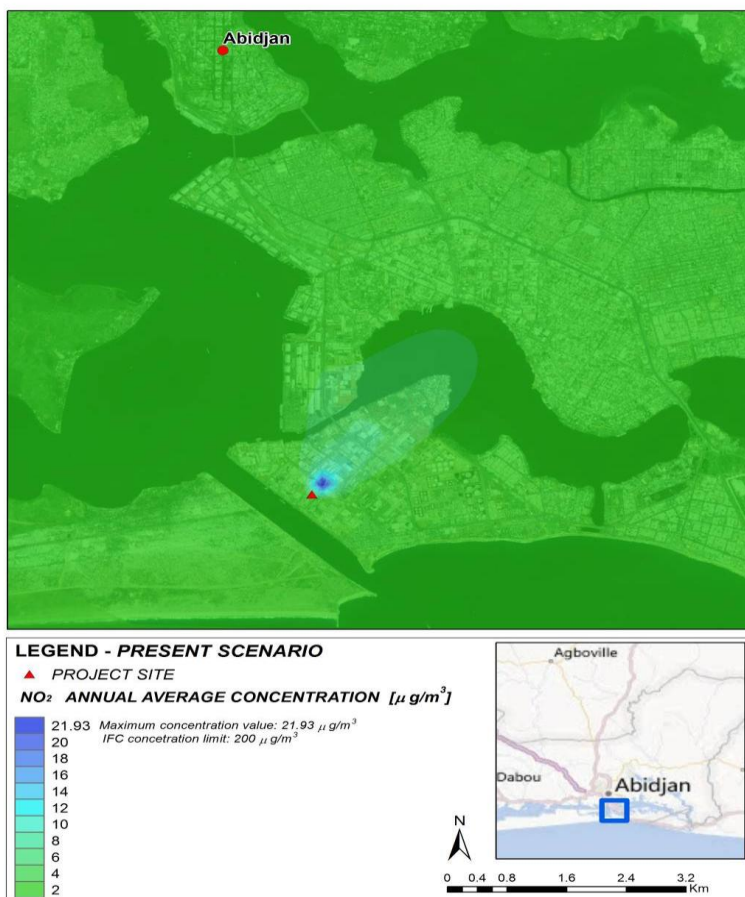 Abidjan
LEGEND - PRESENT SCENARIO
PROJECT SITE
NO₂ ANNUAL AVERAGE CONCENTRATION [µ g/m³]
21.93 Maximum concentration value: 21.93 µ g/m³
20 IFC concetration limit: 200 µ g/m³
18
16
14
12
10
8
6
4
2
Agboville
Dabou
Abidjan
N
0 0.4 0.8 1.6 2.4 3.2
Km